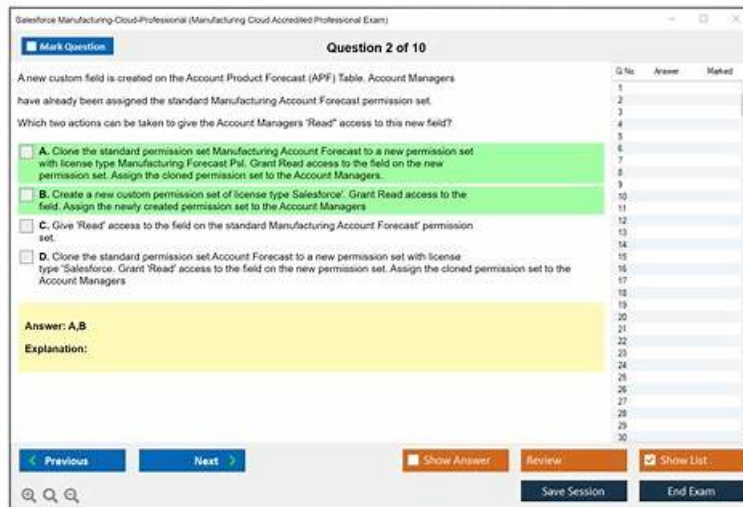 Salesforce Manufacturing-Cloud-Professional (Manufacturing Cloud Accredited Professional Exam)
Mark Question
Question 2 of 10
A new custom field is created on the Account Product Forecast (APF) Table. Account Managers
have already been assigned the standard Manufacturing Account Forecast permission set.
Which two actions can be taken to give the Account Managers 'Read'' access to this new field?
A. Clone the standard permission set Manufacturing Account Forecast to a new permission set
with license type Manufacturing Forecast Psl. Grant Read access to the field on the new
permission set. Assign the cloned permission set to the Account Managers.
B. Create a new custom permission set of license type Salesforce'. Grant Read access to the
field. Assign the newly created permission set to the Account Managers
C. Give 'Read' access to the field on the standard Manufacturing Account Forecast' permission
set.
D. Clone the standard permission set Account Forecast to a new permission set with license
type 'Salesforce. Grant 'Read' access to the field on the new permission set. Assign the cloned permission set to the
Account Managers
Answer: A,B
Explanation:
Q.No Answer Marked
1
2
3
4
5
6
7
8
9
10
11
12
13
14
15
16
17
18
19
20
21
22
23
24
25
26
27
28
29
30
Previous
Next
Show Answer
Review
Show List
Save Session
End Exam